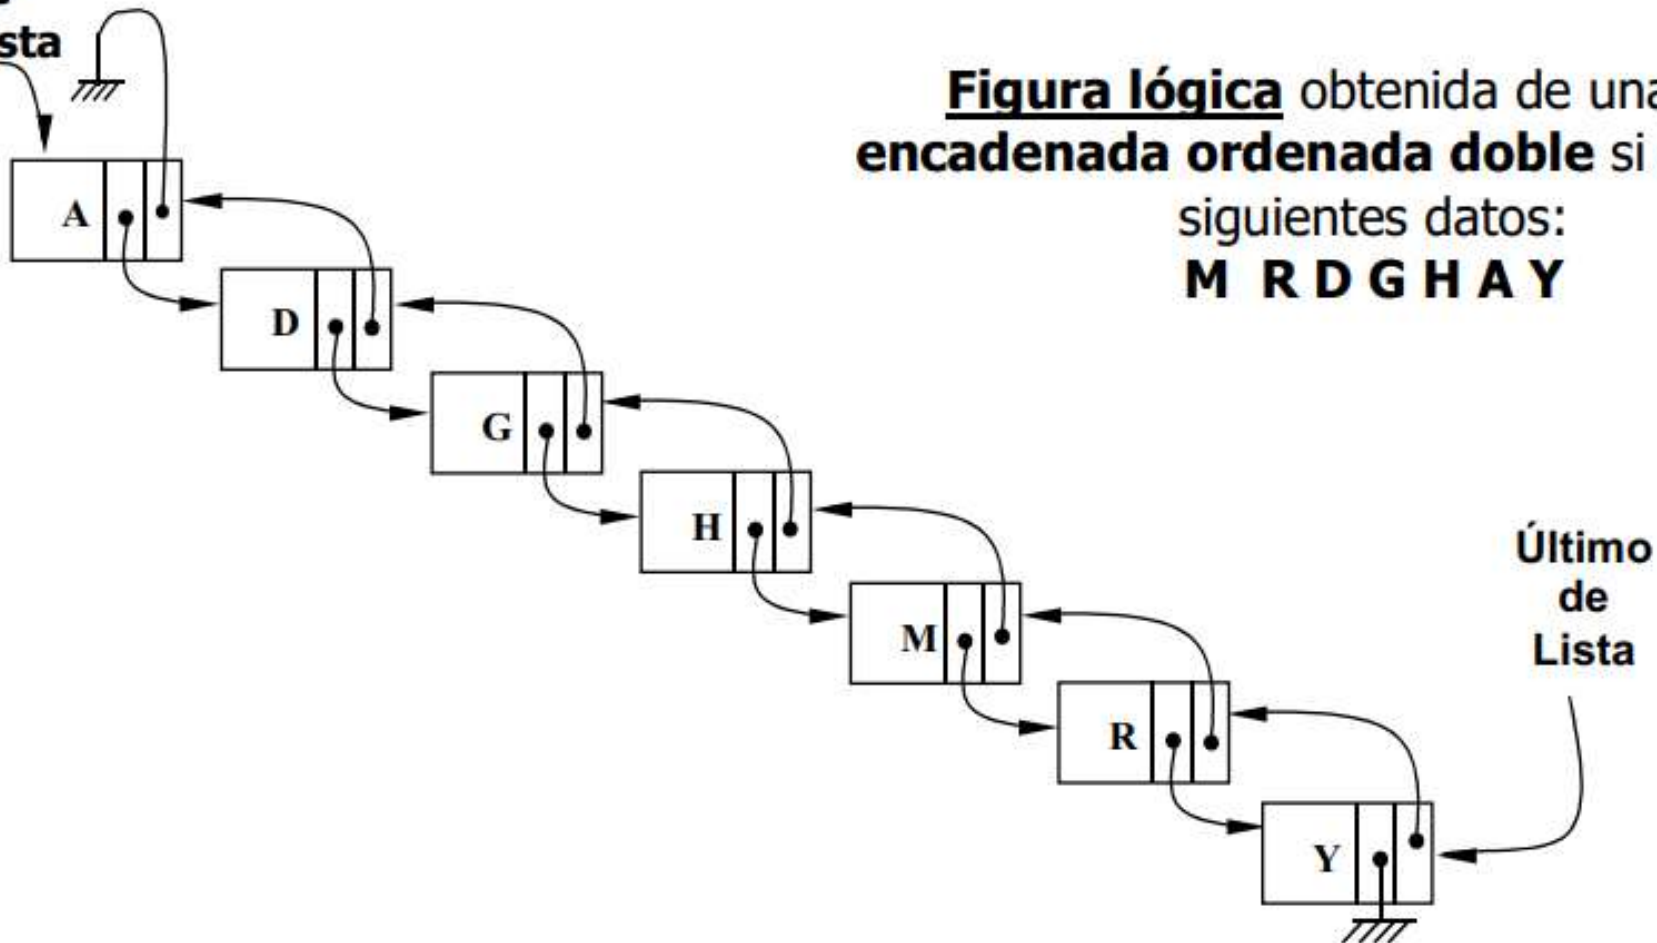 sta
Figura lógica obtenida de una
encadenada ordenada doble si
siguientes datos:
M R D G H A Y
A
D
G
H
M
R
Y
Último
de
Lista